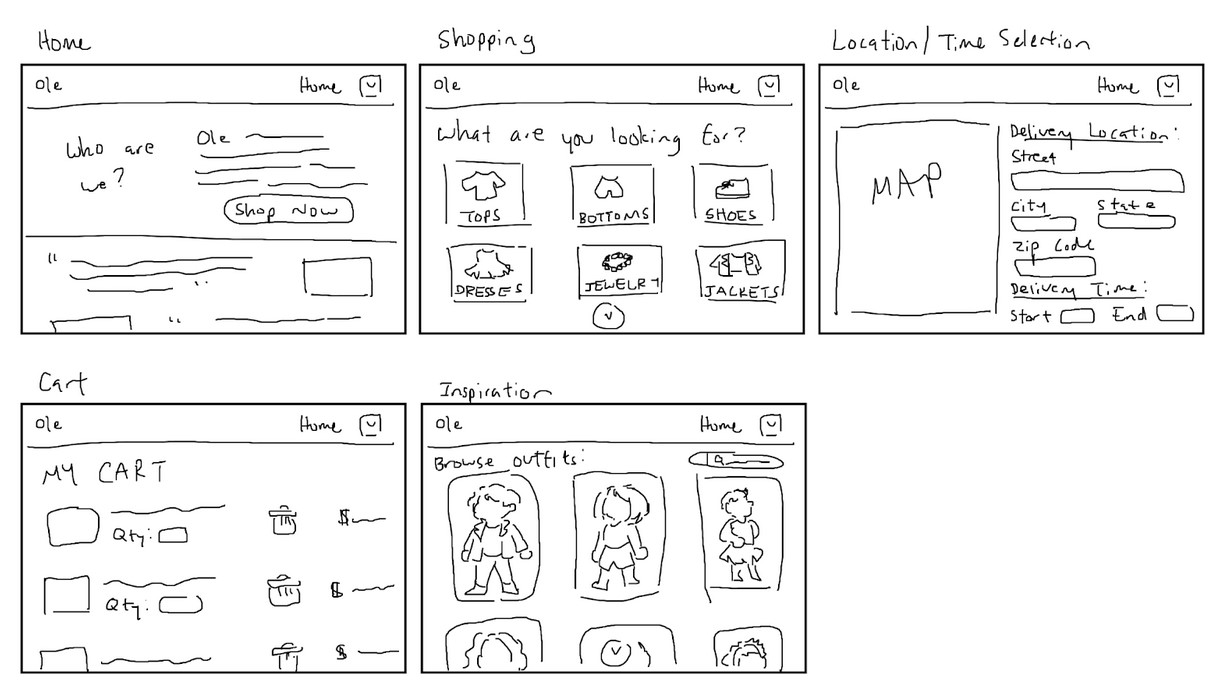 Home
Shopping
Location/Time Selection
Ole
Home
Who are
we?
Ole
Shop Now
"
"
"
Ole
Home
What are you looking for?
TOPS
BOTTOMS
SHOES
DRESSES
JEWELRY
JACKETS
Ole
Home
MAP
Delivery Location:
Street
City
State
Zip Code
Delivery Time:
Start
End
Cart
Inspiration
Ole
Home
MY CART
Qty:
$
Qty:
$
$
Ole
Home
Browse outfits: